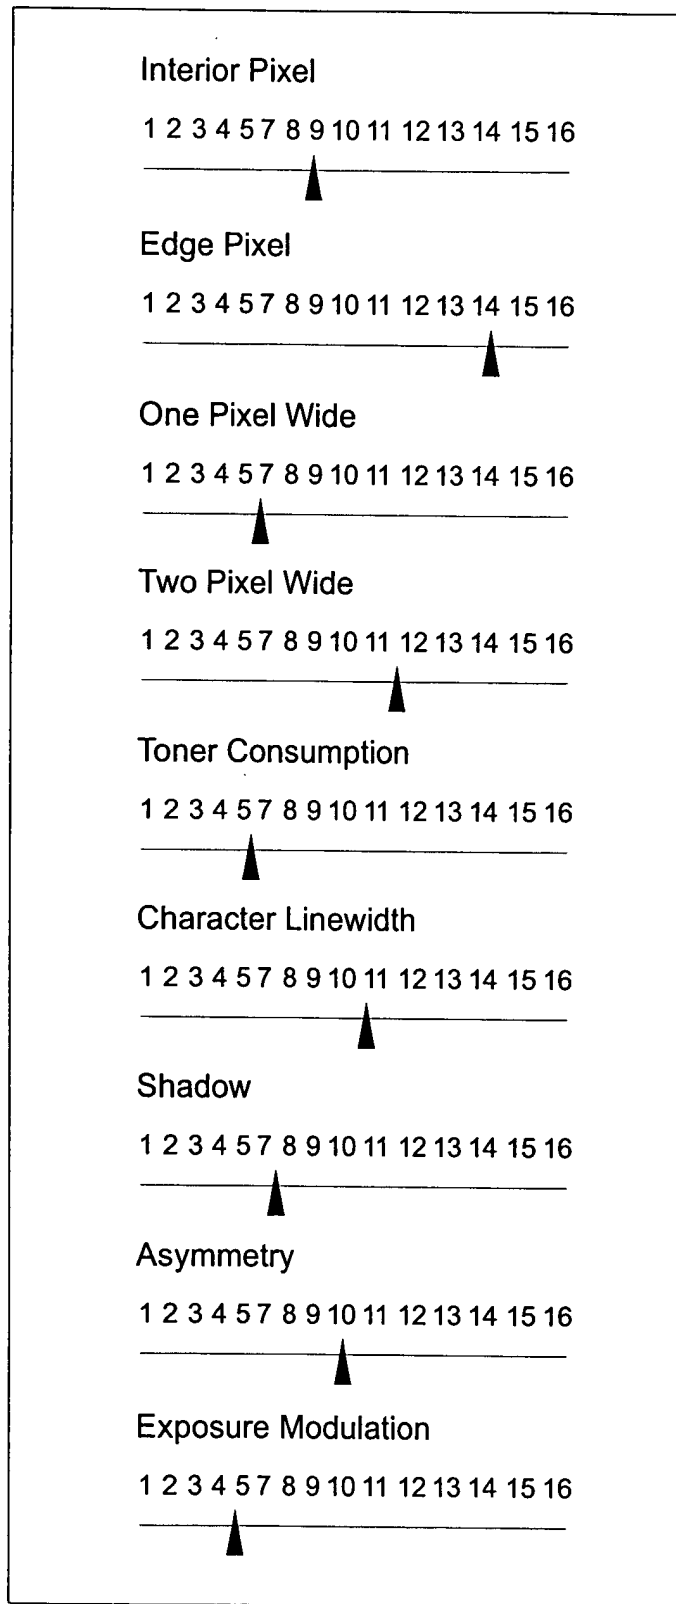 Interior Pixel
1 2 3 4 5 7 8 9 10 11 12 13 14 15 16
Edge Pixel
1 2 3 4 5 7 8 9 10 11 12 13 14 15 16
One Pixel Wide
1 2 3 4 5 7 8 9 10 11 12 13 14 15 16
Two Pixel Wide
1 2 3 4 5 7 8 9 10 11 12 13 14 15 16
Toner Consumption
1 2 3 4 5 7 8 9 10 11 12 13 14 15 16
Character Linewidth
1 2 3 4 5 7 8 9 10 11 12 13 14 15 16
Shadow
1 2 3 4 5 7 8 9 10 11 12 13 14 15 16
Asymmetry
1 2 3 4 5 7 8 9 10 11 12 13 14 15 16
Exposure Modulation
1 2 3 4 5 7 8 9 10 11 12 13 14 15 16